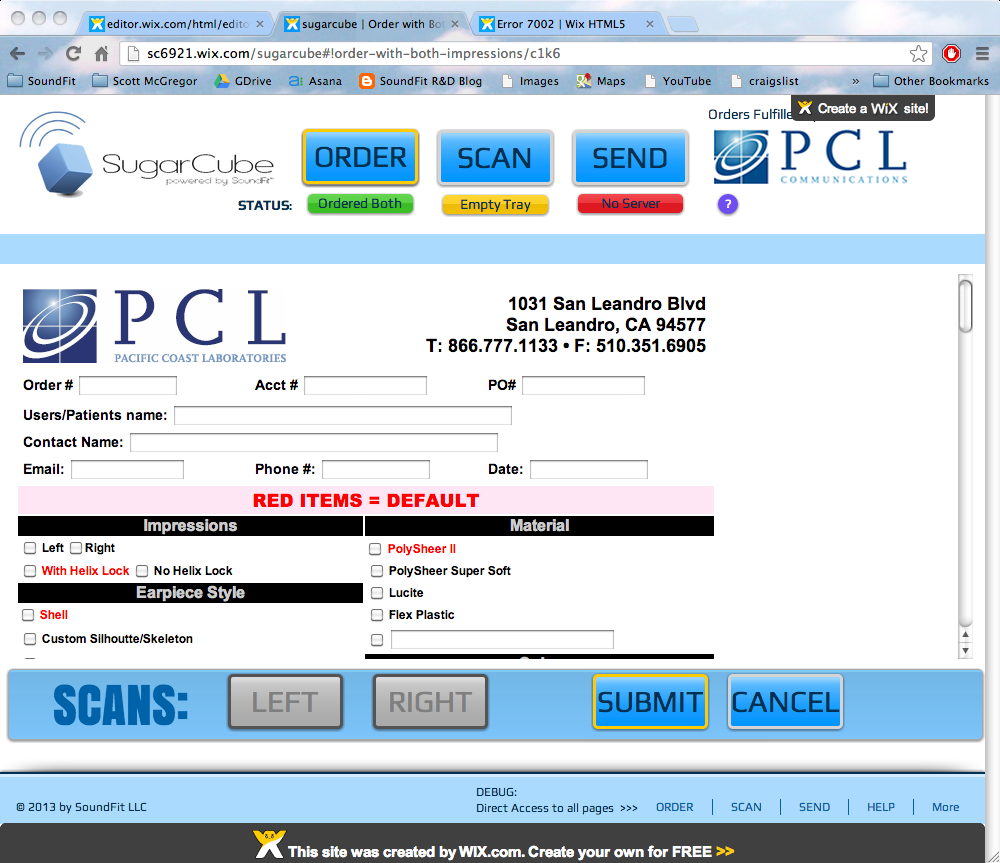 editor.wix.com/html/edito
sugarcube | Order with Bo
Error 7002 | Wix HTML5
sc6921.wix.com/sugarcube#!order-with-both-impressions/c1k6
SoundFit Scott McGregor GDrive Asana SoundFit R&D Blog Images Maps YouTube craigslist » Other Bookmarks
Create a WiX site!
Orders Fulfille
SugarCube
powered by SoundFit
ORDER SCAN SEND
PCL
COMMUNICATIONS
STATUS: Ordered Both Empty Tray No Server ?
PCL
PACIFIC COAST LABORATORIES
1031 San Leandro Blvd
San Leandro, CA 94577
T: 866.777.1133 • F: 510.351.6905
Order # Acct # PO#
Users/Patients name:
Contact Name:
Email: Phone #: Date:
RED ITEMS = DEFAULT
Impressions Material
Left Right PolySheer II
With Helix Lock No Helix Lock PolySheer Super Soft
Earpiece Style Lucite
Shell Flex Plastic
Custom Silhoutte/Skeleton
SCANS: LEFT RIGHT SUBMIT CANCEL
DEBUG:
© 2013 by SoundFit LLC Direct Access to all pages >>> ORDER SCAN SEND HELP More
This site was created by WIX.com. Create your own for FREE >>